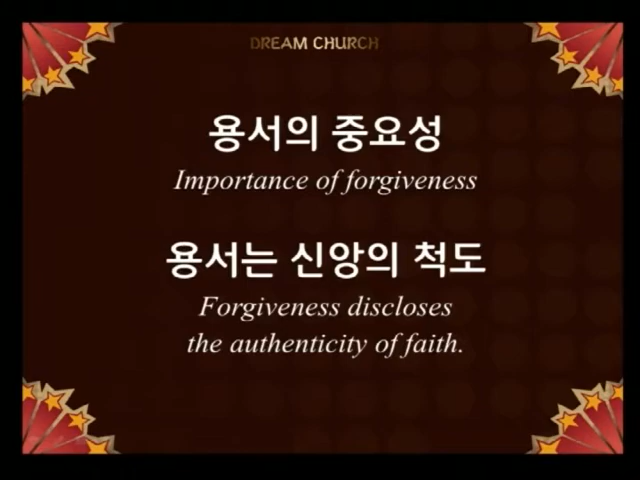 DREAM CHURCH
용서의 중요성
Importance of forgiveness
용서는 신앙의 척도
Forgiveness discloses
the authenticity of faith.